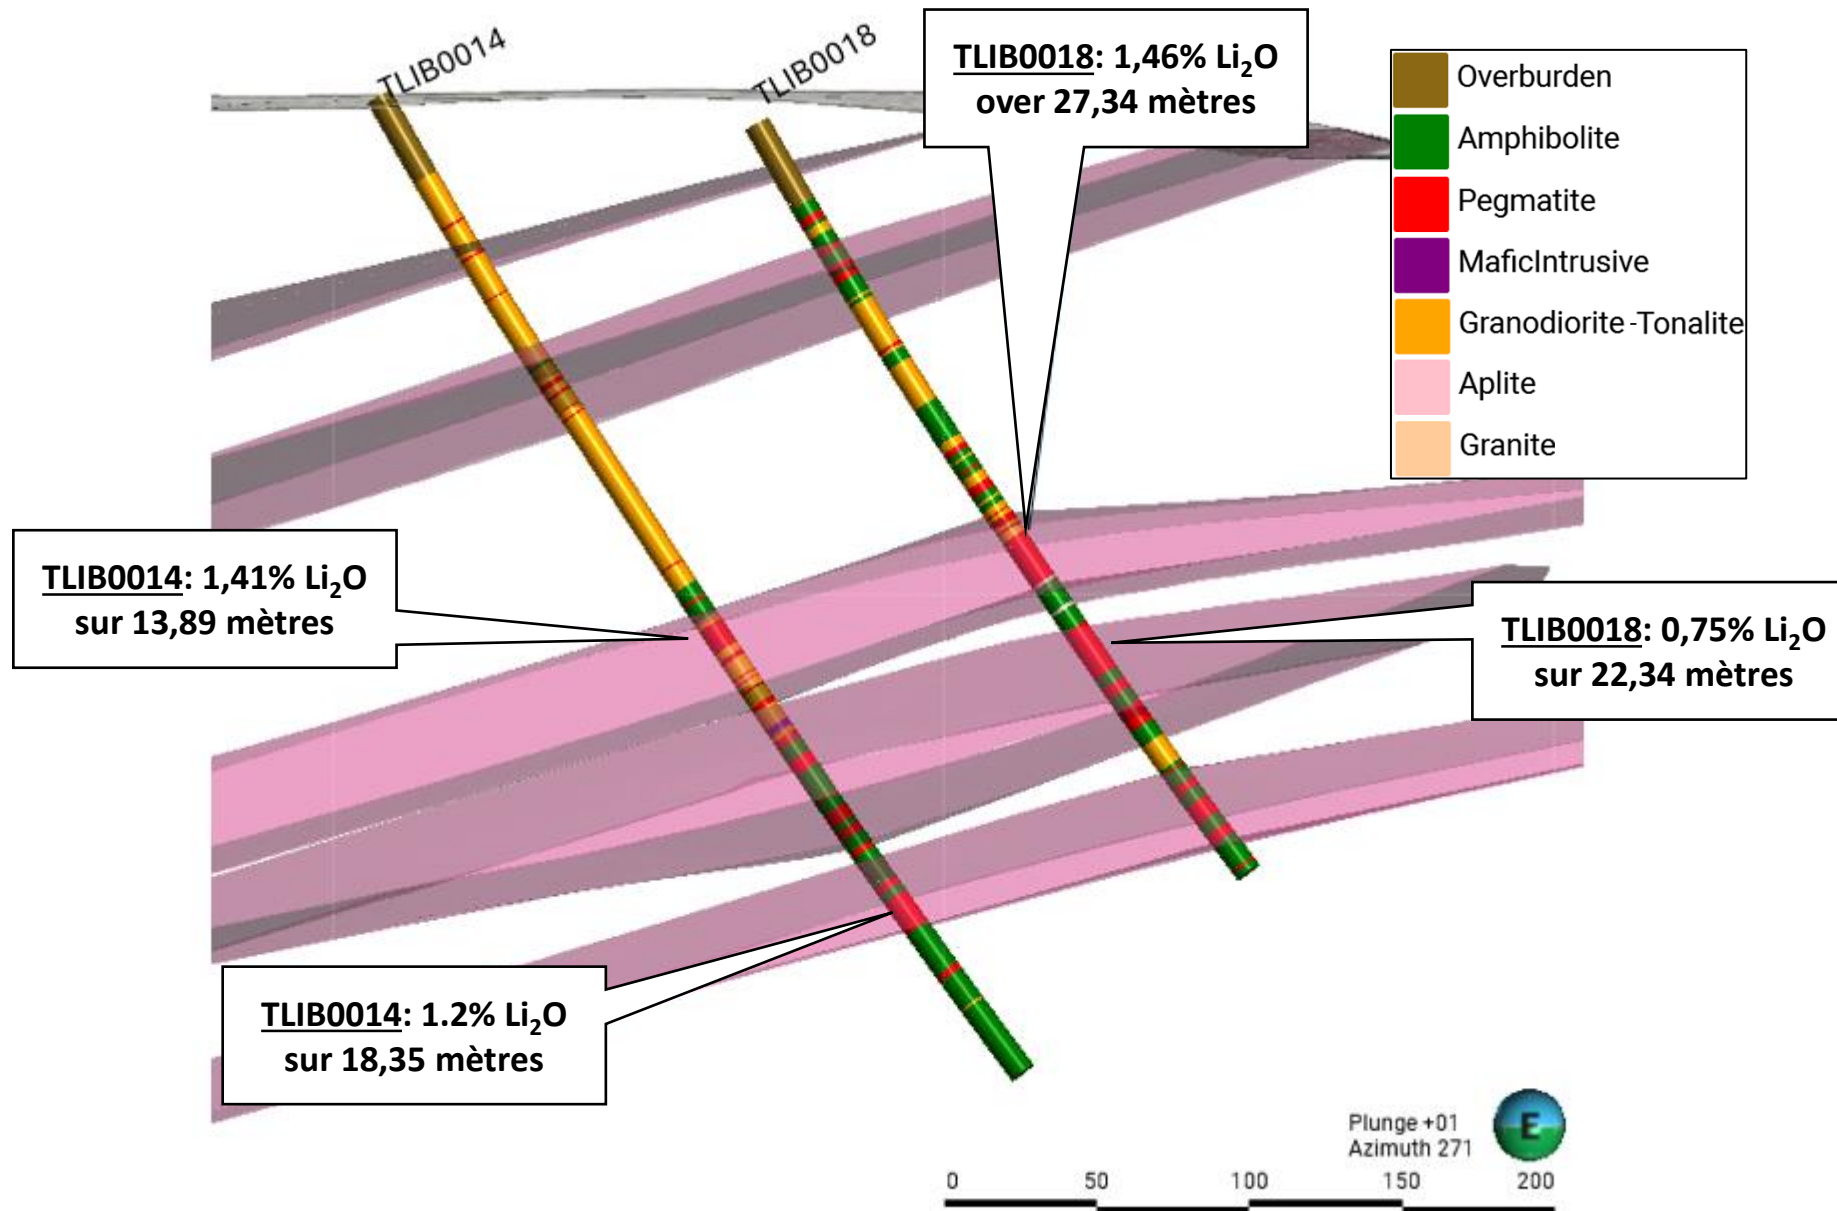 TLIB0014
TLIB0018
TLIB0018: 1,46% Li₂O
over 27,34 mètres
Overburden
Amphibolite
Pegmatite
MaficIntrusive
Granodiorite -Tonalite
Aplite
Granite
TLIB0014: 1,41% Li₂O
sur 13,89 mètres
TLIB0018: 0,75% Li₂O
sur 22,34 mètres
TLIB0014: 1.2% Li₂O
sur 18,35 mètres
Plunge +01
Azimuth 271
E
0 50 100 150 200